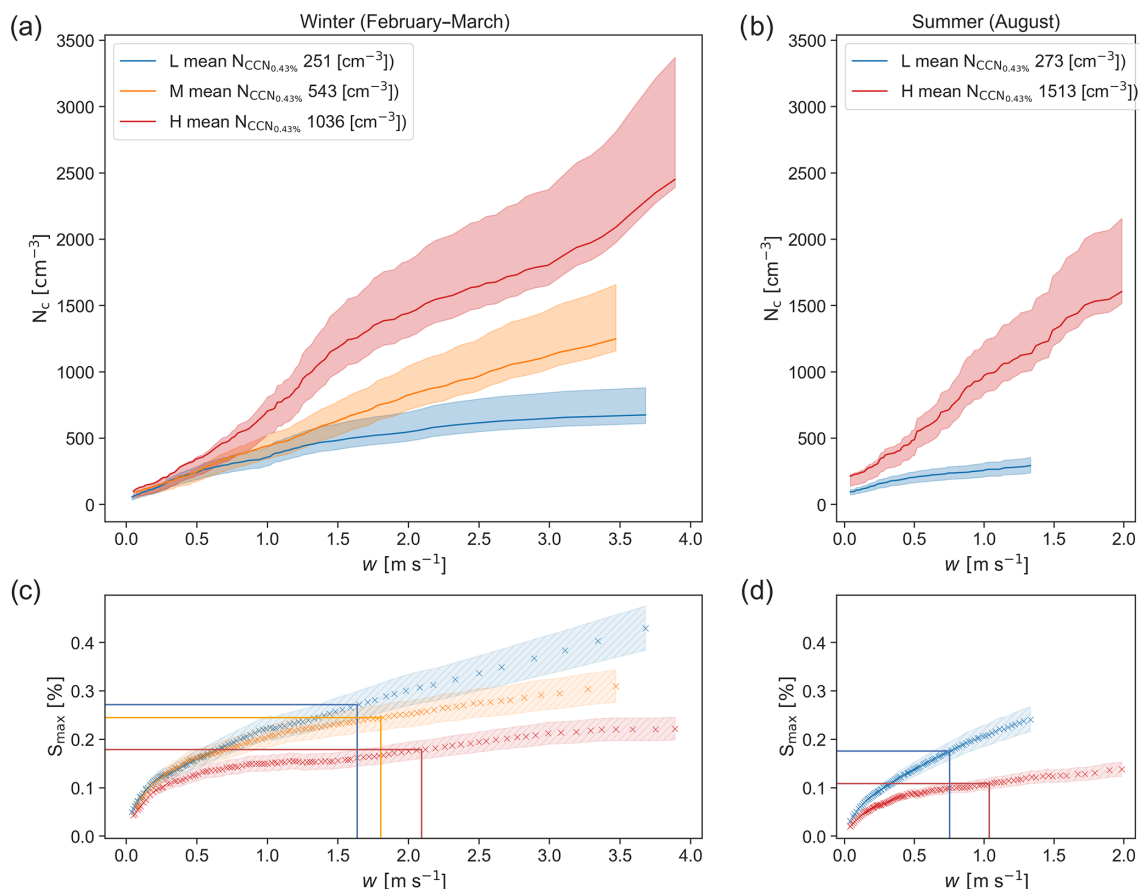 (a)
Winter (February–March)
L mean N_CCN_0.43% 251 [cm⁻³])
M mean N_CCN_0.43% 543 [cm⁻³])
H mean N_CCN_0.43% 1036 [cm⁻³])
3500
3000
2500
2000
1500
1000
500
0
N_c [cm⁻³]
0.0 0.5 1.0 1.5 2.0 2.5 3.0 3.5 4.0
w [m s⁻¹]
(b)
Summer (August)
L mean N_CCN_0.43% 273 [cm⁻³])
H mean N_CCN_0.43% 1513 [cm⁻³])
3500
3000
2500
2000
1500
1000
500
0
N_c [cm⁻³]
0.0 0.5 1.0 1.5 2.0
w [m s⁻¹]
(c)
0.4
0.3
0.2
0.1
0.0
S_max [%]
0.0 0.5 1.0 1.5 2.0 2.5 3.0 3.5 4.0
w [m s⁻¹]
(d)
0.4
0.3
0.2
0.1
0.0
S_max [%]
0.0 0.5 1.0 1.5 2.0
w [m s⁻¹]